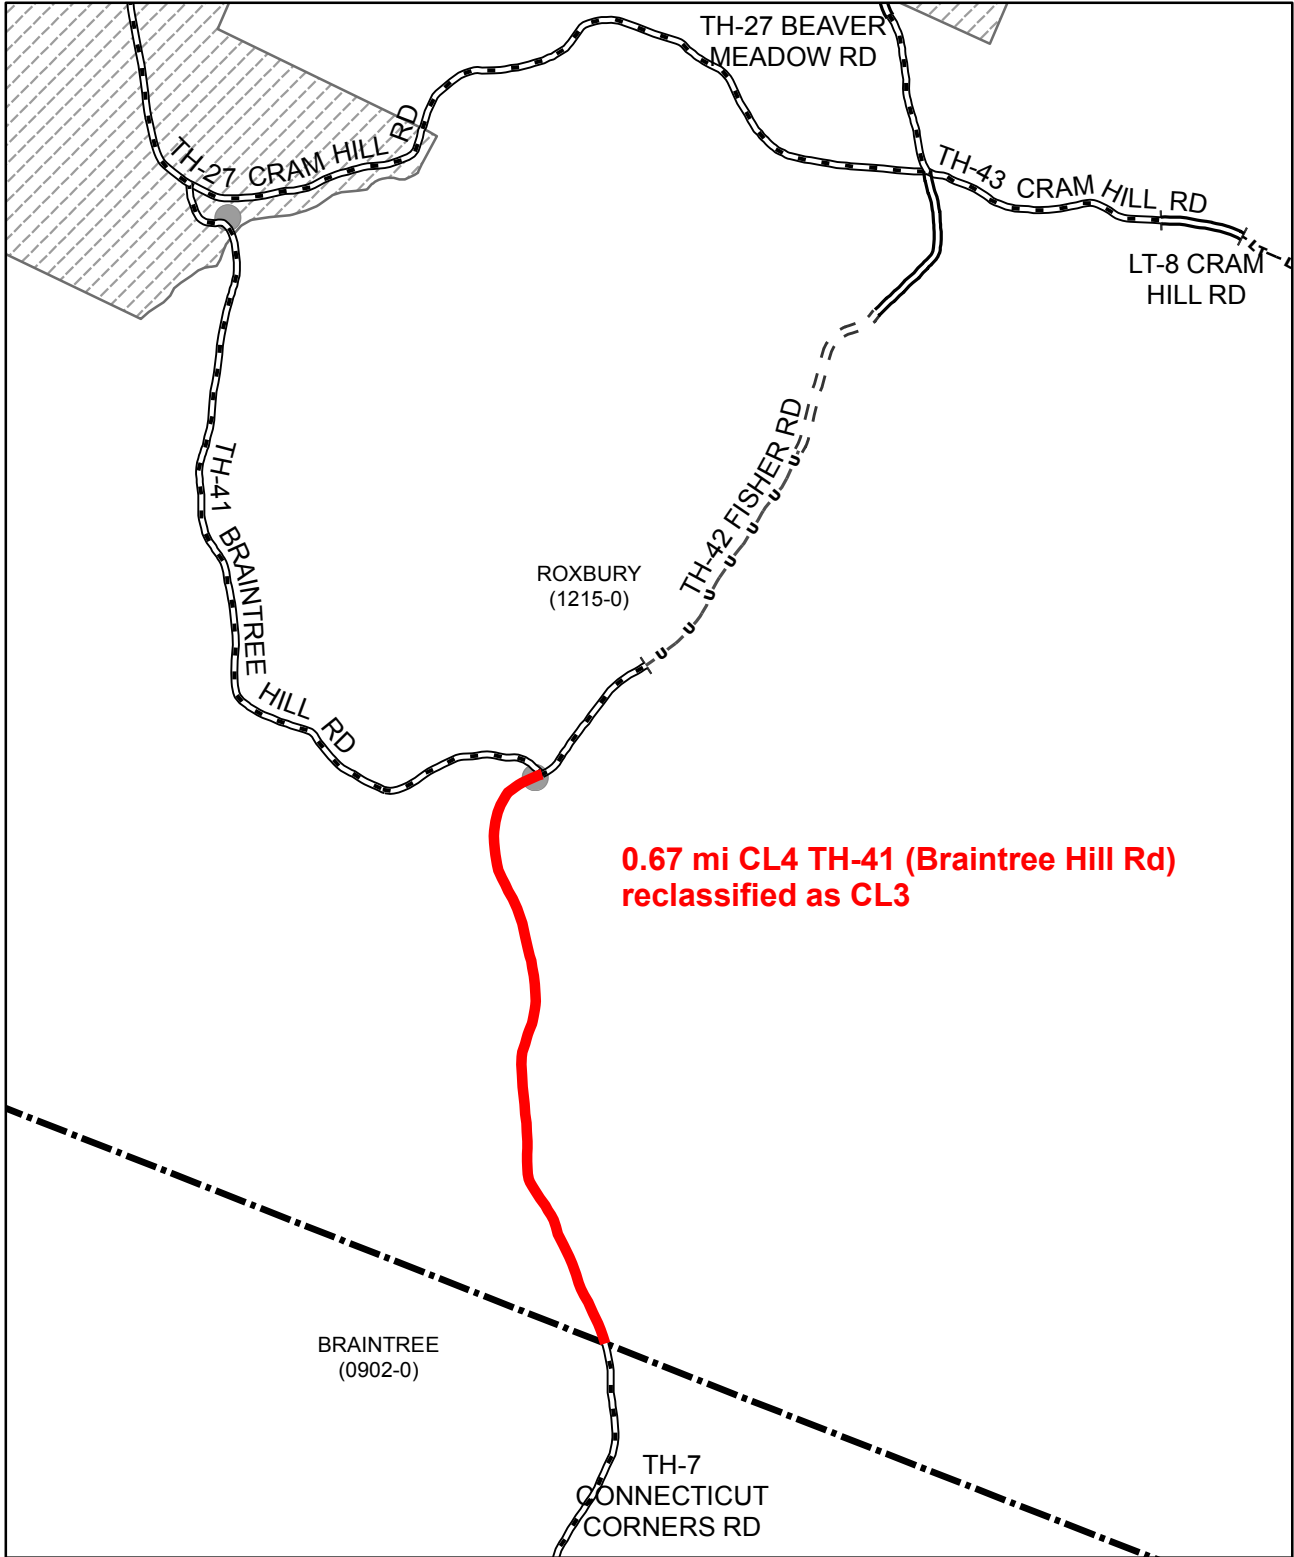 TH-27 BEAVER
MEADOW RD
TH-27 CRAM HILL RD
TH-43 CRAM HILL RD
LT-8 CRAM
HILL RD
LT L
TH-41 BRAINTREE HILL RD
TH-42 FISHER RD
U U U U U U U
ROXBURY
(1215-0)
0.67 mi CL4 TH-41 (Braintree Hill Rd)
reclassified as CL3
BRAINTREE
(0902-0)
TH-7
CONNECTICUT
CORNERS RD